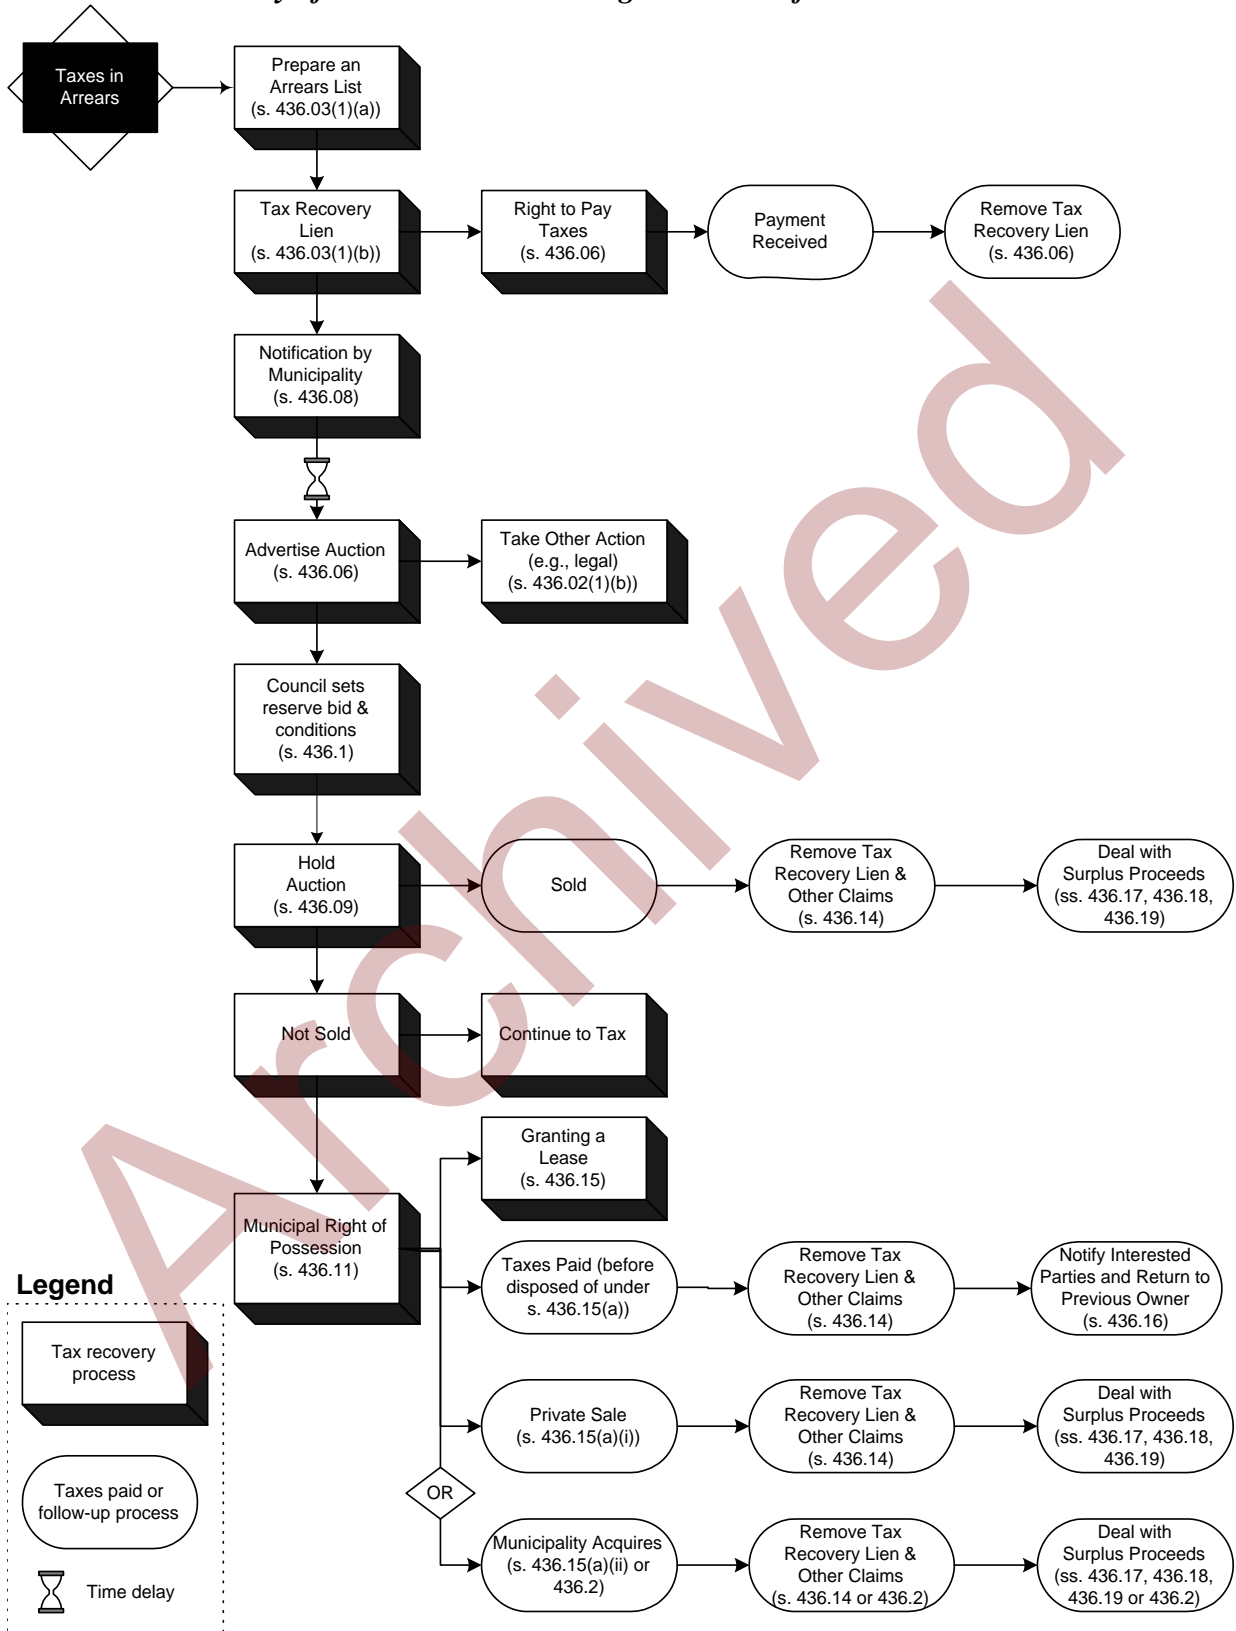 Taxes in
Arrears
Prepare an
Arrears List
(s. 436.03(1)(a))
Tax Recovery
Lien
(s. 436.03(1)(b))
Right to Pay
Taxes
(s. 436.06)
Payment
Received
Remove Tax
Recovery Lien
(s. 436.06)
Notification by
Municipality
(s. 436.08)
Advertise Auction
(s. 436.06)
Take Other Action
(e.g., legal)
(s. 436.02(1)(b))
Council sets
reserve bid &
conditions
(s. 436.1)
Hold
Auction
(s. 436.09)
Sold
Remove Tax
Recovery Lien &
Other Claims
(s. 436.14)
Deal with
Surplus Proceeds
(ss. 436.17, 436.18,
436.19)
Not Sold
Continue to Tax
Granting a
Lease
(s. 436.15)
Municipal Right of
Possession
(s. 436.11)
Taxes Paid (before
disposed of under
s. 436.15(a))
Remove Tax
Recovery Lien &
Other Claims
(s. 436.14)
Notify Interested
Parties and Return to
Previous Owner
(s. 436.16)
Private Sale
(s. 436.15(a)(i))
Remove Tax
Recovery Lien &
Other Claims
(s. 436.14)
Deal with
Surplus Proceeds
(ss. 436.17, 436.18,
436.19)
OR
Municipality Acquires
(s. 436.15(a)(ii) or
436.2)
Remove Tax
Recovery Lien &
Other Claims
(s. 436.14 or 436.2)
Deal with
Surplus Proceeds
(ss. 436.17, 436.18,
436.19 or 436.2)
Legend
Tax recovery
process
Taxes paid or
follow-up process
Time delay
Archived